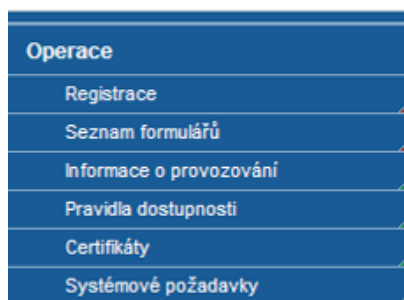 Operace
Registrace
Seznam formulářů
Informace o provozování
Pravidla dostupnosti
Certifikáty
Systémové požadavky